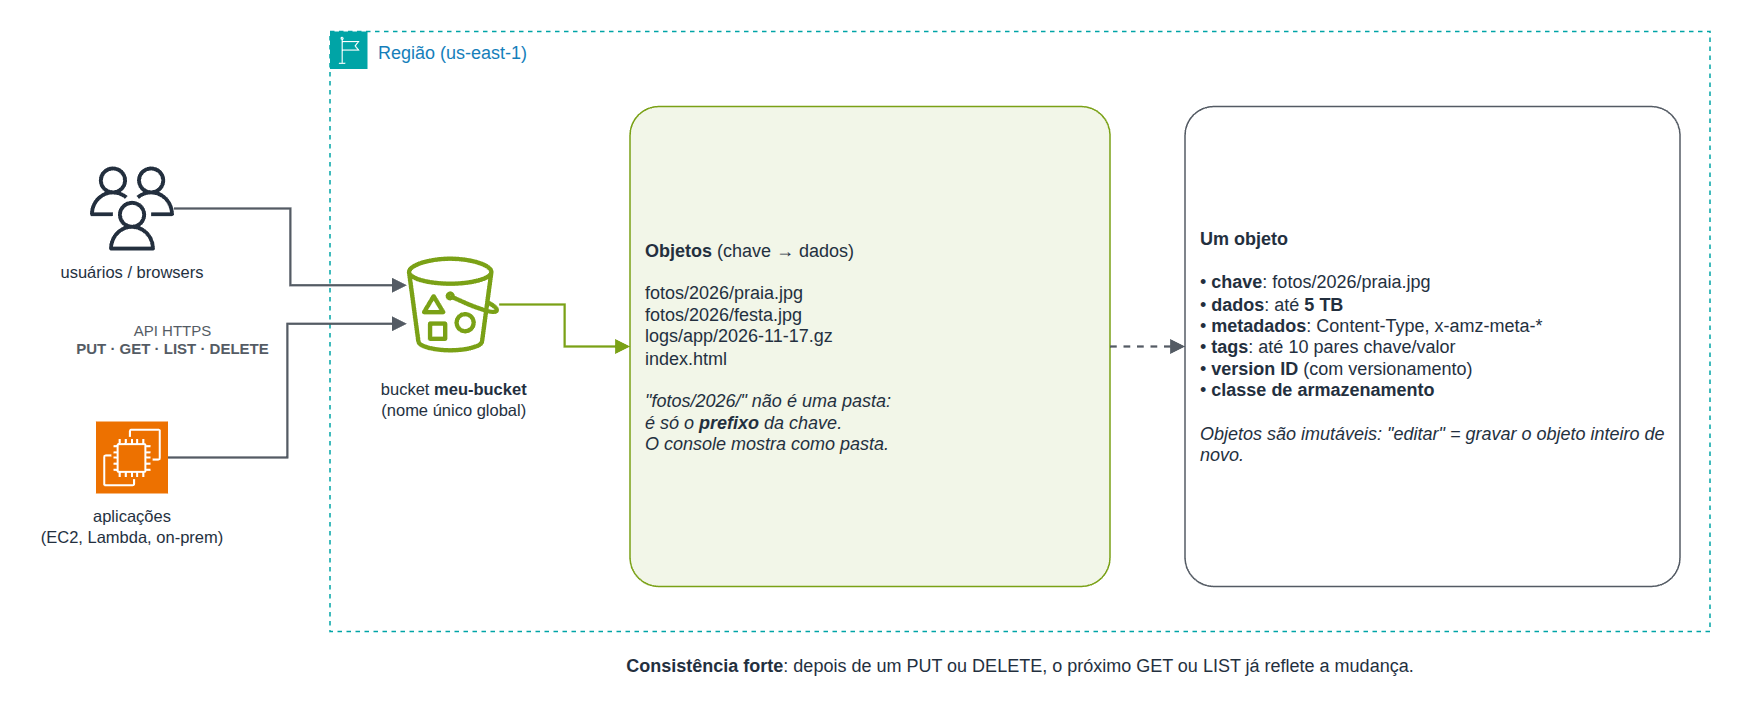 Região (us-east-1)
usuários / browsers
API HTTPS
PUT · GET · LIST · DELETE
aplicações
(EC2, Lambda, on-prem)
bucket meu-bucket
(nome único global)
Objetos (chave → dados)
fotos/2026/praia.jpg
fotos/2026/festa.jpg
logs/app/2026-11-17.gz
index.html
"fotos/2026/" não é uma pasta:
é só o prefixo da chave.
O console mostra como pasta.
Um objeto
• chave: fotos/2026/praia.jpg
• dados: até 5 TB
• metadados: Content-Type, x-amz-meta-*
• tags: até 10 pares chave/valor
• version ID (com versionamento)
• classe de armazenamento
Objetos são imutáveis: "editar" = gravar o objeto inteiro de
novo.
Consistência forte: depois de um PUT ou DELETE, o próximo GET ou LIST já reflete a mudança.